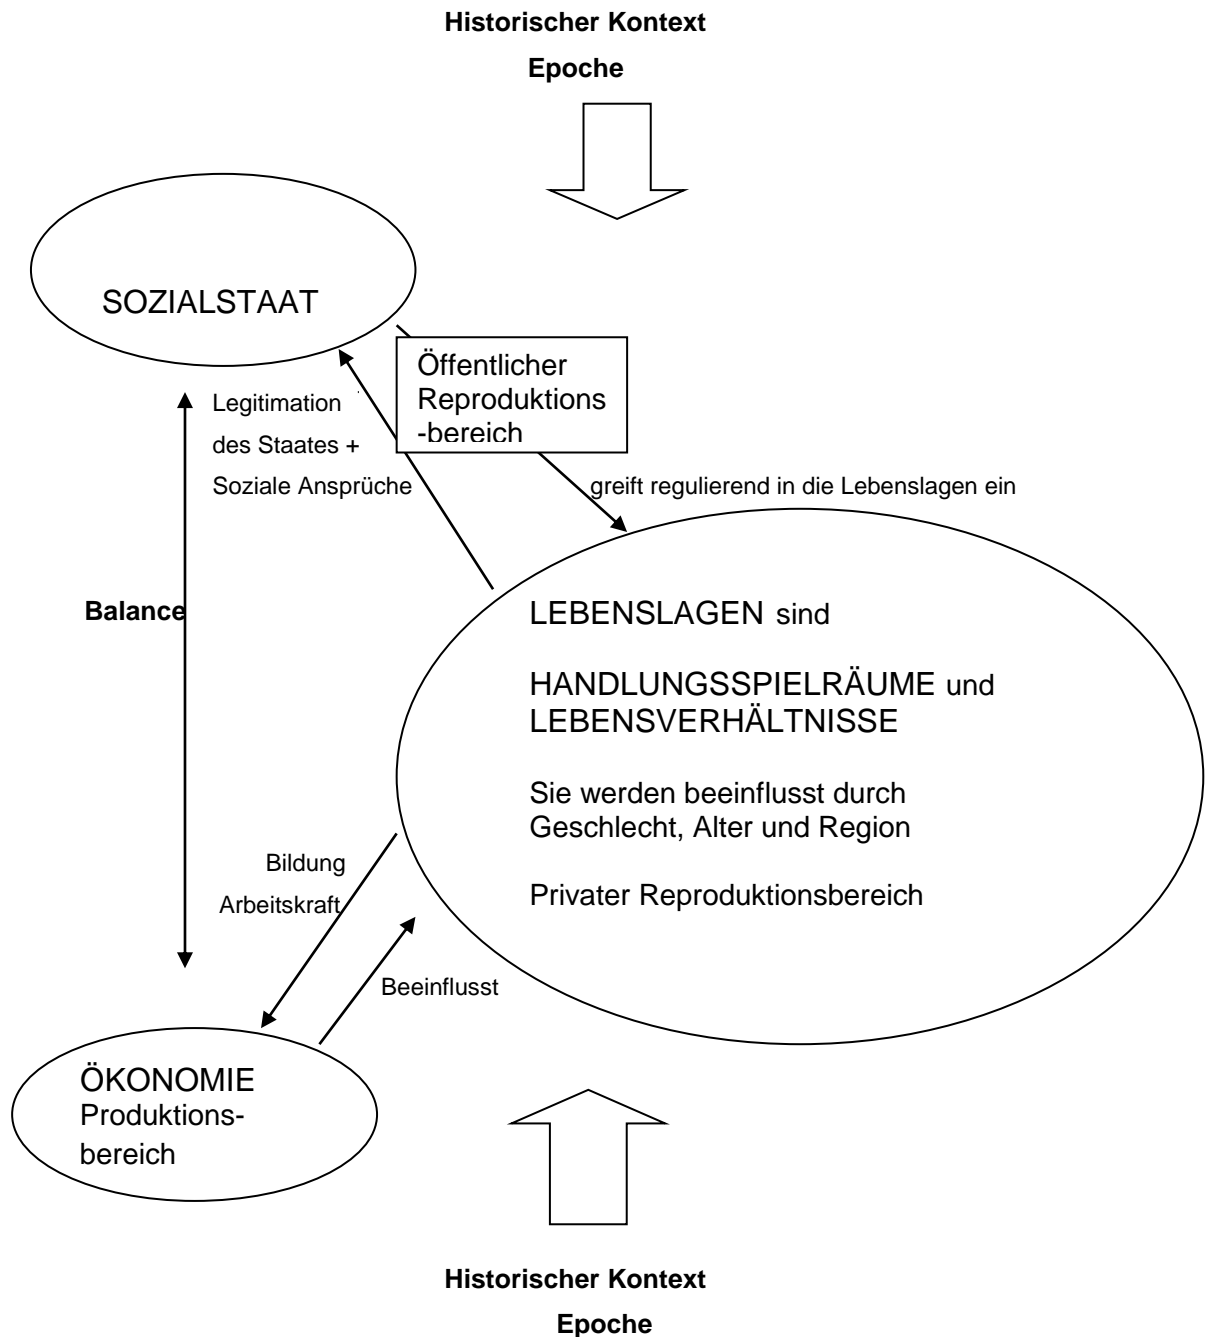 Historischer Kontext
Epoche
SOZIALSTAAT
Öffentlicher
Reproduktions
-bereich
Legitimation
des Staates +
Soziale Ansprüche
greift regulierend in die Lebenslagen ein
Balance
LEBENSLAGEN sind
HANDLUNGSSPIELRÄUME und
LEBENSVERHÄLTNISSE
Sie werden beeinflusst durch
Geschlecht, Alter und Region
Privater Reproduktionsbereich
Bildung
Arbeitskraft
Beeinflusst
ÖKONOMIE
Produktions-
bereich
Historischer Kontext
Epoche